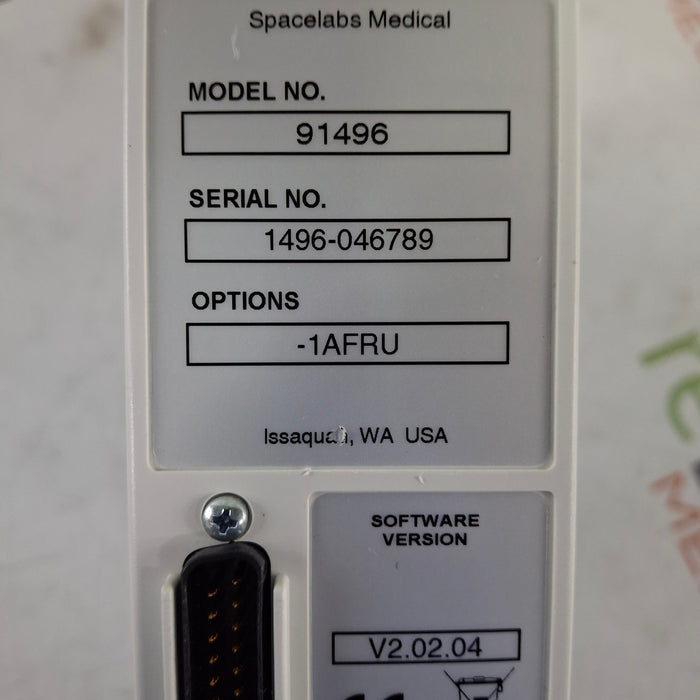 Spacelabs Medical
MODEL NO.
91496
SERIAL NO.
1496-046789
OPTIONS
-1AFRU
Issaquah, WA USA
SOFTWARE
VERSION
V2.02.04
CE